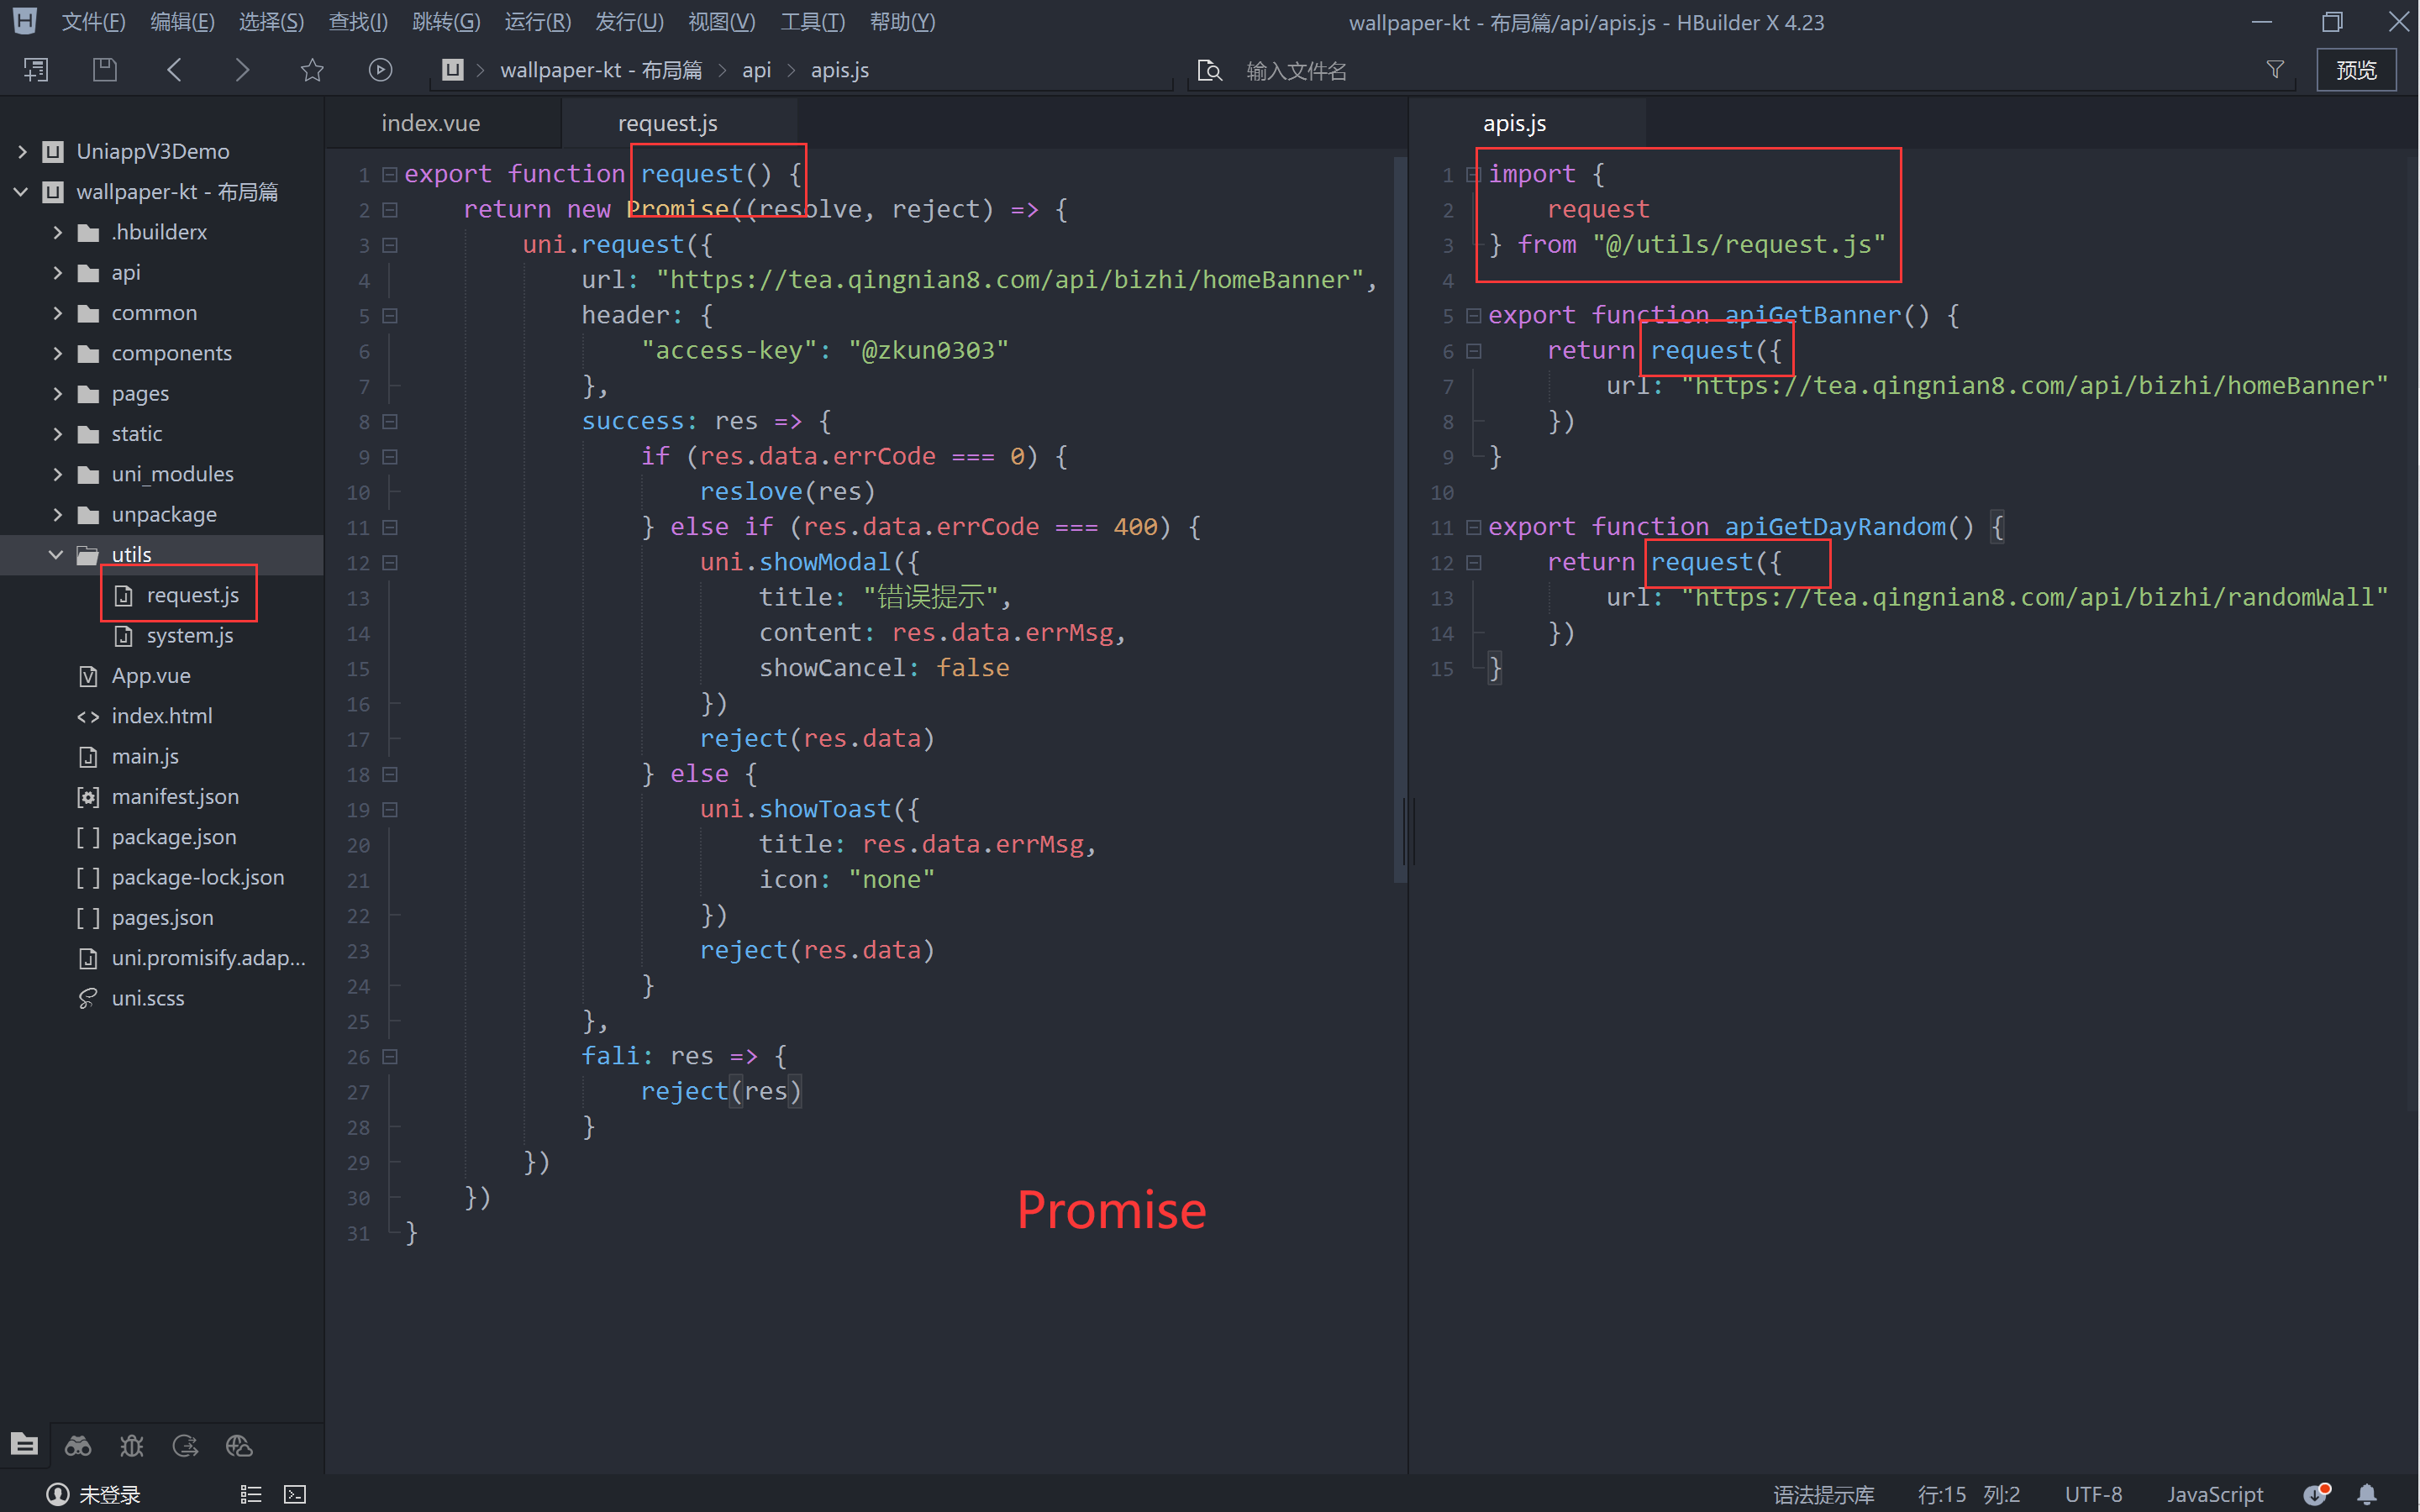 文件(F) 编辑(E) 选择(S) 查找(I) 跳转(G) 运行(R) 发行(U) 视图(V) 工具(T) 帮助(Y)
wallpaper-kt - 布局篇/api/apis.js - HBuilder X 4.23
wallpaper-kt - 布局篇 > api > apis.js
输入文件名
预览
UniappV3Demo
wallpaper-kt - 布局篇
.hbuilderx
api
common
components
pages
static
uni_modules
unpackage
utils
request.js
system.js
App.vue
index.html
main.js
manifest.json
package.json
package-lock.json
pages.json
uni.promisify.adap...
uni.scss
未登录
index.vue
request.js
1 export function request() {
2 return new Promise((resolve, reject) => {
3 uni.request({
4 url: "https://tea.qingnian8.com/api/bizhi/homeBanner",
5 header: {
6 "access-key": "@zkun0303"
7 },
8 success: res => {
9 if (res.data.errCode === 0) {
10 reslove(res)
11 } else if (res.data.errCode === 400) {
12 uni.showModal({
13 title: "错误提示",
14 content: res.data.errMsg,
15 showCancel: false
16 })
17 reject(res.data)
18 } else {
19 uni.showToast({
20 title: res.data.errMsg,
21 icon: "none"
22 })
23 reject(res.data)
24 }
25 },
26 fali: res => {
27 reject(res)
28 }
29 })
30 })
31 }
Promise
apis.js
1 import {
2 request
3 } from "@/utils/request.js"
4
5 export function apiGetBanner() {
6 return request({
7 url: "https://tea.qingnian8.com/api/bizhi/homeBanner"
8 })
9 }
10
11 export function apiGetDayRandom() {
12 return request({
13 url: "https://tea.qingnian8.com/api/bizhi/randomWall"
14 })
15 }
语法提示库 行:15 列:2 UTF-8 JavaScript